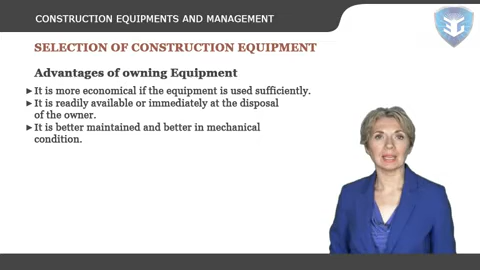 CONSTRUCTION EQUIPMENTS AND MANAGEMENT
SELECTION OF CONSTRUCTION EQUIPMENT
Advantages of owning Equipment
►It is more economical if the equipment is used sufficiently.
►It is readily available or immediately at the disposal
of the owner.
►It is better maintained and better in mechanical
condition.